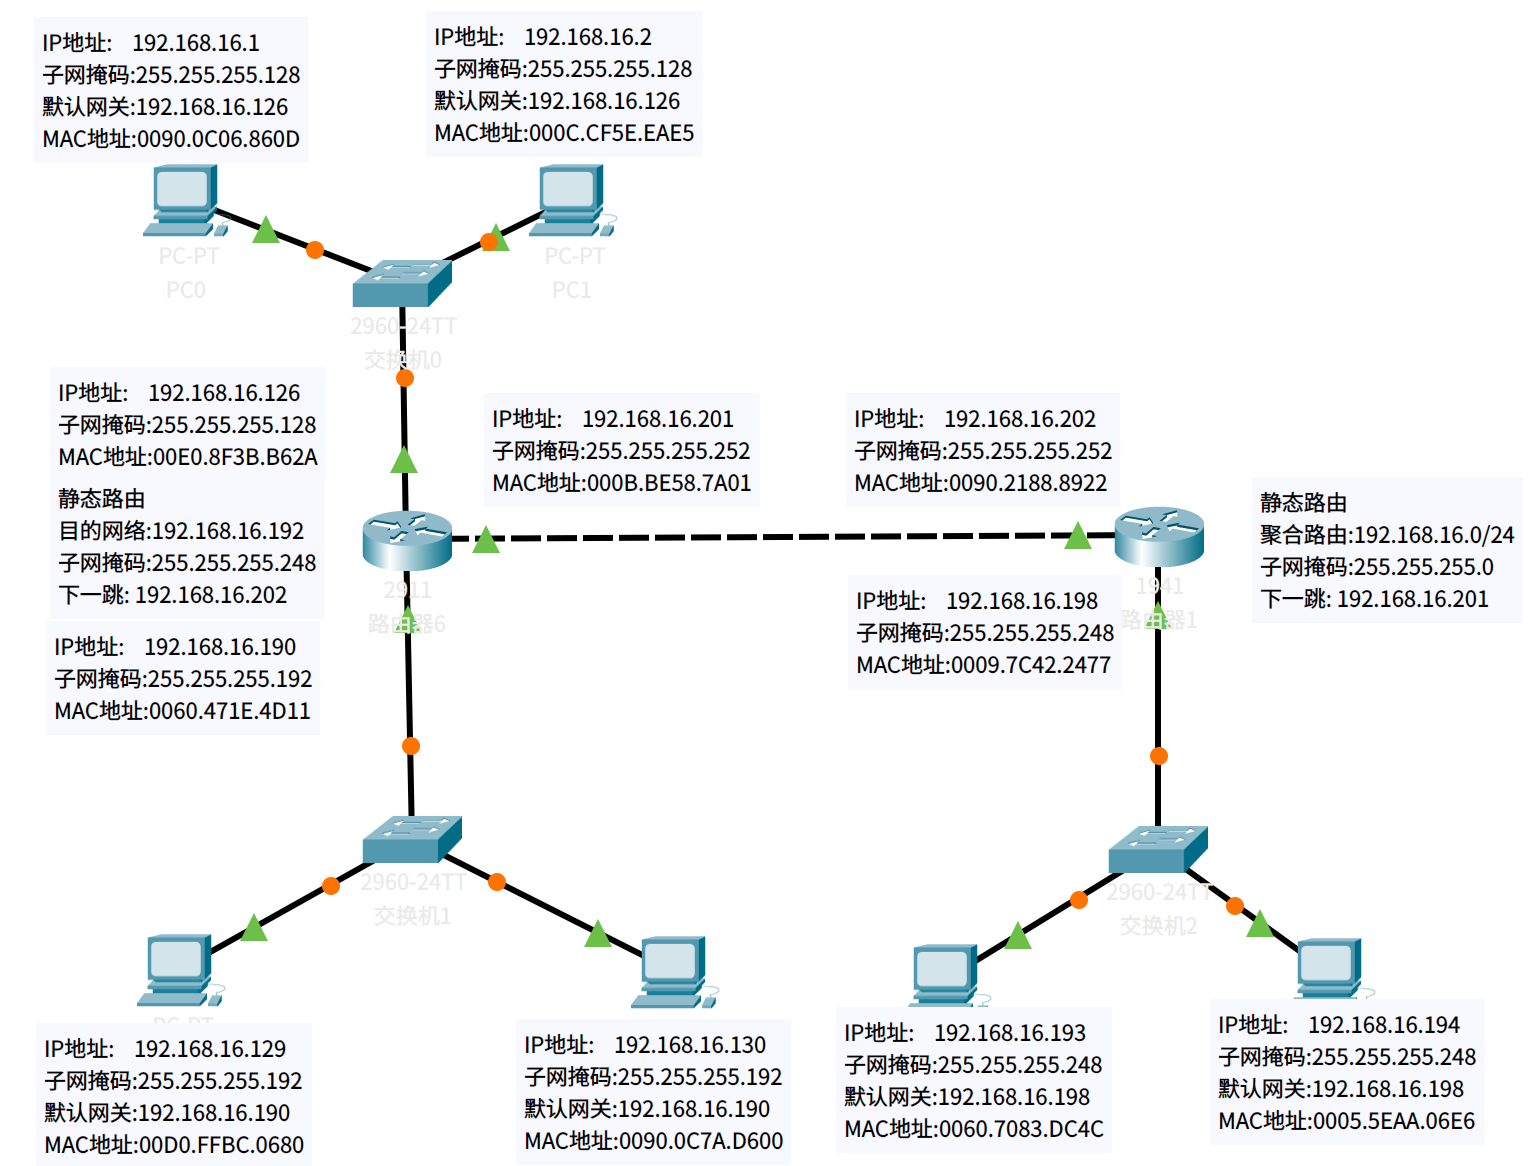 IP地址:   192.168.16.1
子网掩码:255.255.255.128
默认网关:192.168.16.126
MAC地址:0090.0C06.860D
IP地址:   192.168.16.2
子网掩码:255.255.255.128
默认网关:192.168.16.126
MAC地址:000C.CF5E.EAE5
PC-PT
PC0
PC-PT
PC1
2960-24TT
交换机0
IP地址:   192.168.16.126
子网掩码:255.255.255.128
MAC地址:00E0.8F3B.B62A
静态路由
目的网络:192.168.16.192
子网掩码:255.255.255.248
下一跳: 192.168.16.202
IP地址:   192.168.16.201
子网掩码:255.255.255.252
MAC地址:000B.BE58.7A01
IP地址:   192.168.16.202
子网掩码:255.255.255.252
MAC地址:0090.2188.8922
静态路由
聚合路由:192.168.16.0/24
子网掩码:255.255.255.0
下一跳: 192.168.16.201
2911
路由器6
1941
路由器1
IP地址:   192.168.16.198
子网掩码:255.255.255.248
MAC地址:0009.7C42.2477
IP地址:   192.168.16.190
子网掩码:255.255.255.192
MAC地址:0060.471E.4D11
2960-24TT
交换机1
2960-24TT
交换机2
PC-PT
IP地址:   192.168.16.129
子网掩码:255.255.255.192
默认网关:192.168.16.190
MAC地址:00D0.FFBC.0680
IP地址:   192.168.16.130
子网掩码:255.255.255.192
默认网关:192.168.16.190
MAC地址:0090.0C7A.D600
IP地址:   192.168.16.193
子网掩码:255.255.255.248
默认网关:192.168.16.198
MAC地址:0060.7083.DC4C
IP地址:   192.168.16.194
子网掩码:255.255.255.248
默认网关:192.168.16.198
MAC地址:0005.5EAA.06E6